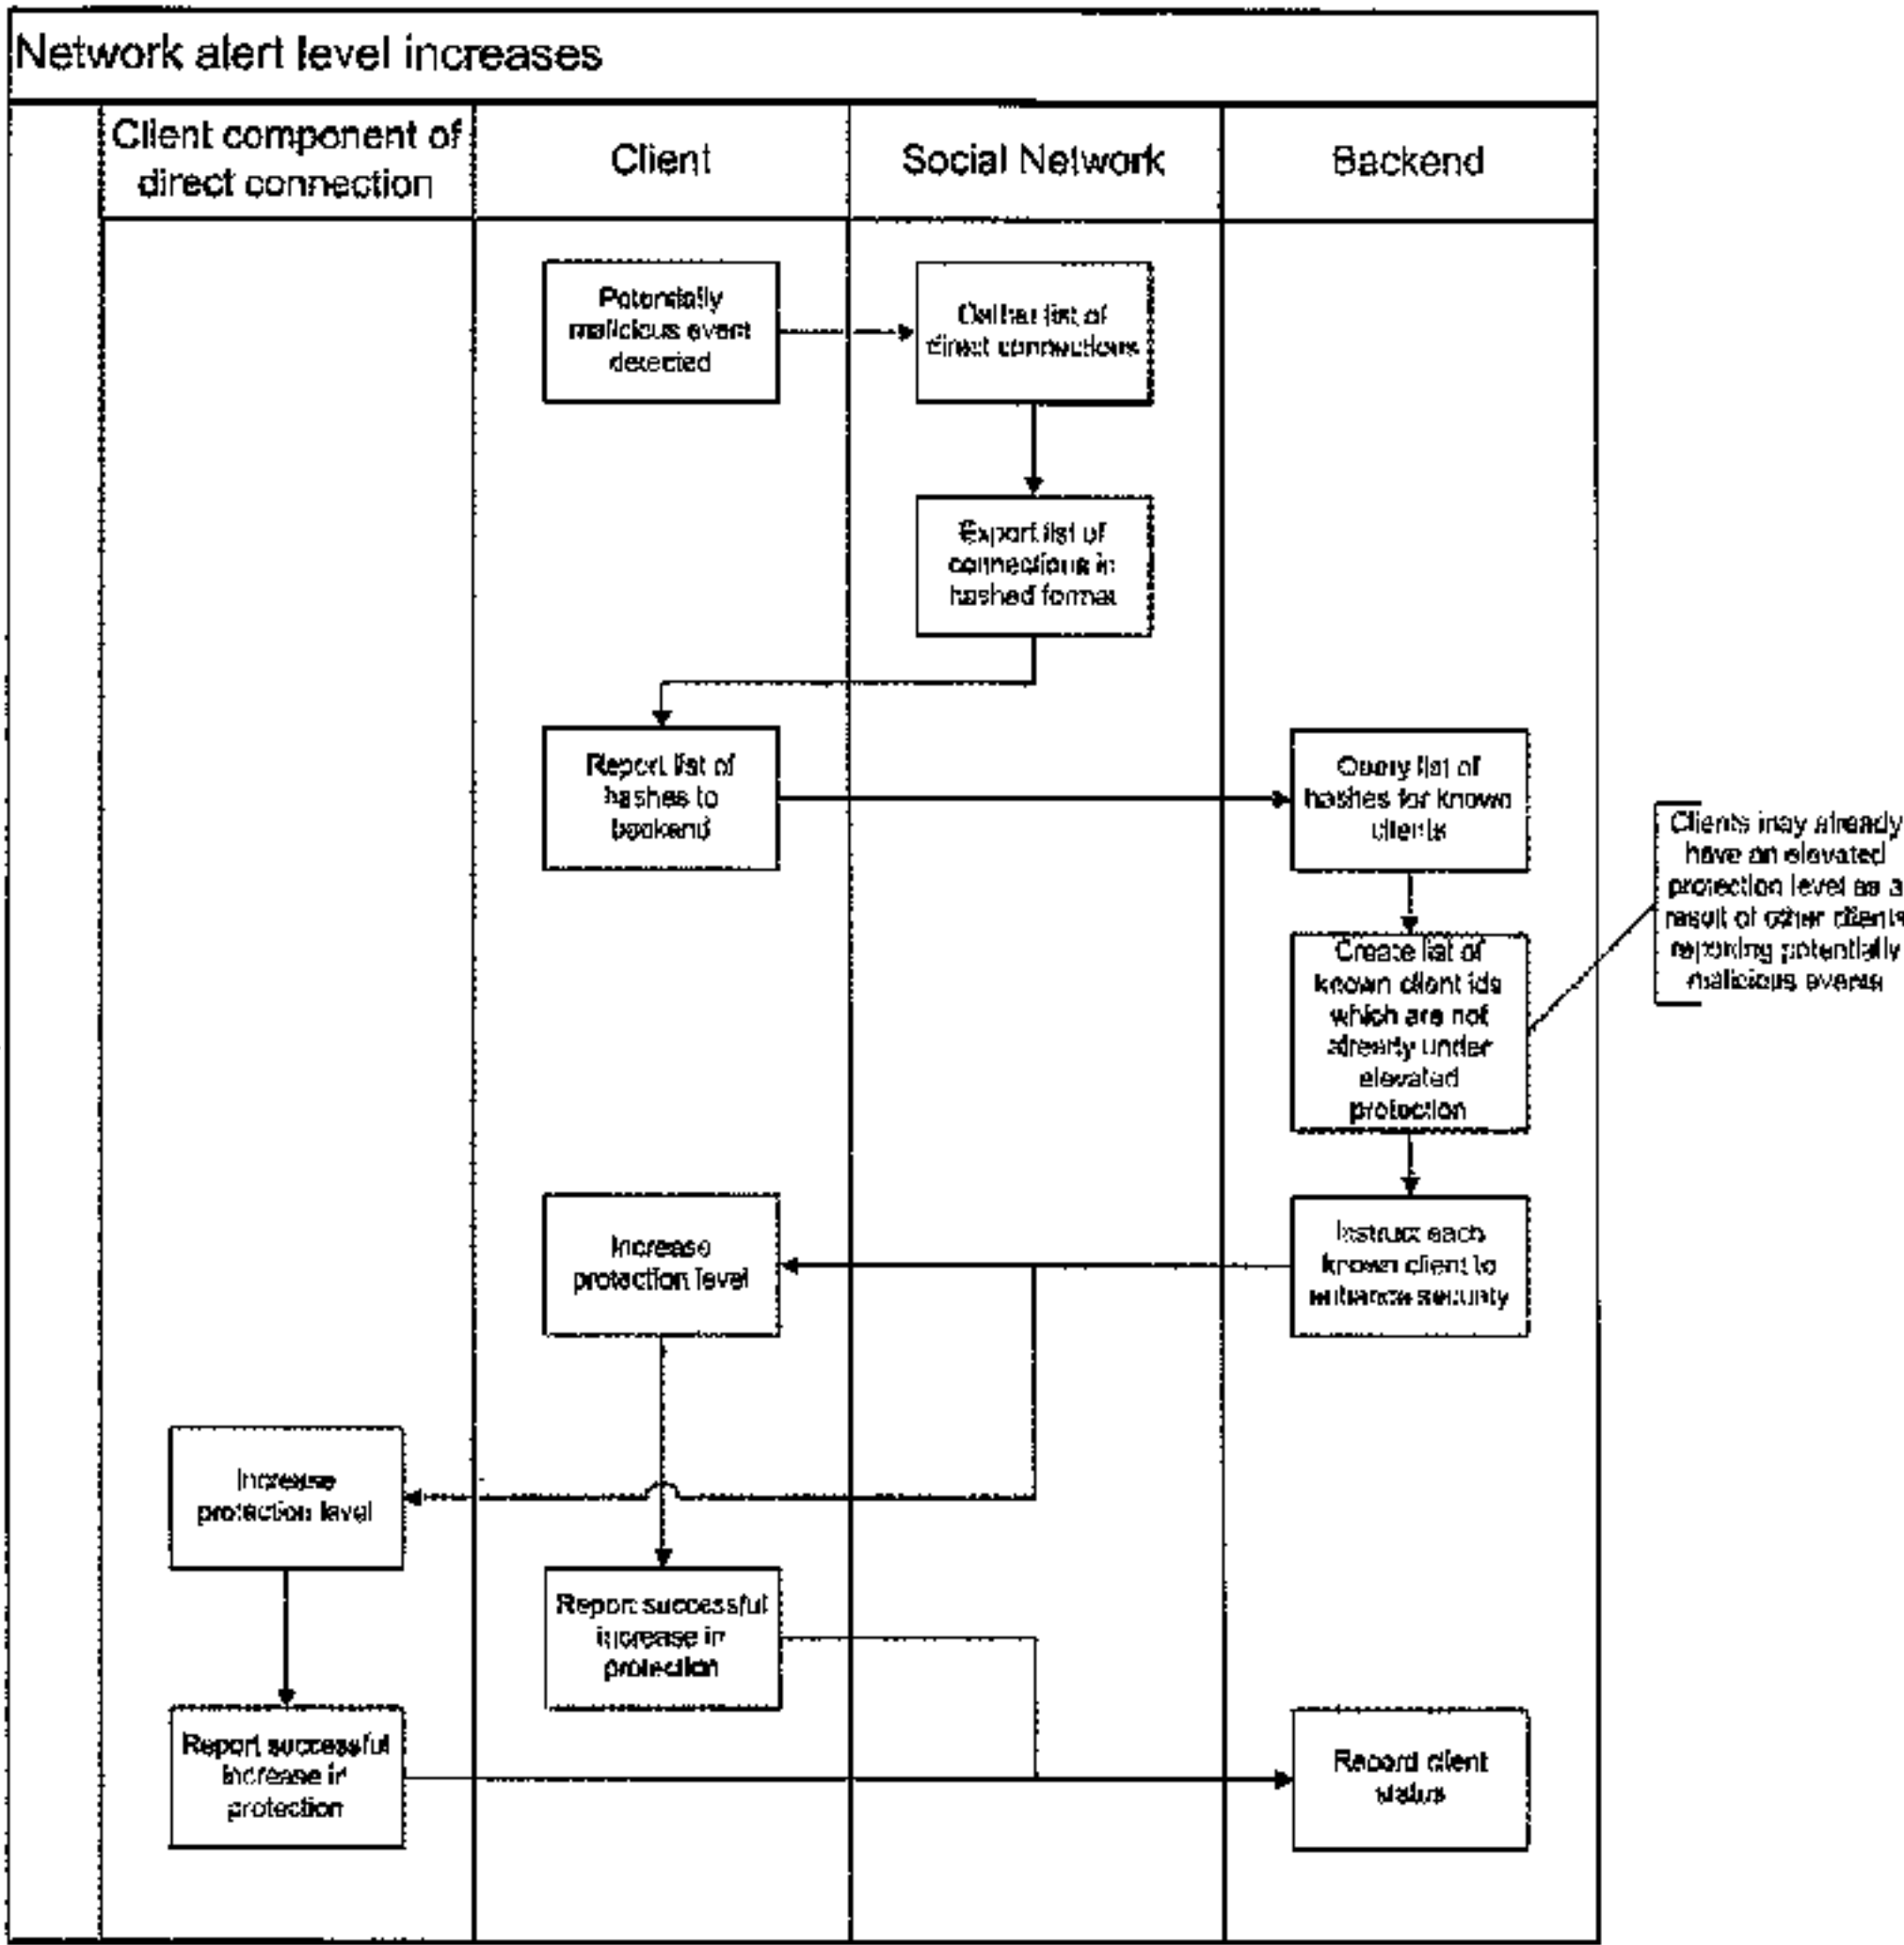 Network alert level increases
Client component of
direct connection
Client
Social Network
Backend
Potentially
malicious event
detected
Gather list of
direct connections
Export list of
connections in
hashed format
Report list of
hashes to
backend
Query list of
hashes for known
clients
Clients may already
have an elevated
protection level as a
result of other clients
reporting potentially
malicious events
Create list of
known client ids
which are not
already under
elevated
protection
Increase
protection level
Instruct each
known client to
enhance security
Increase
protection level
Report successful
increase in
protection
Report successful
increase in
protection
Record client
status